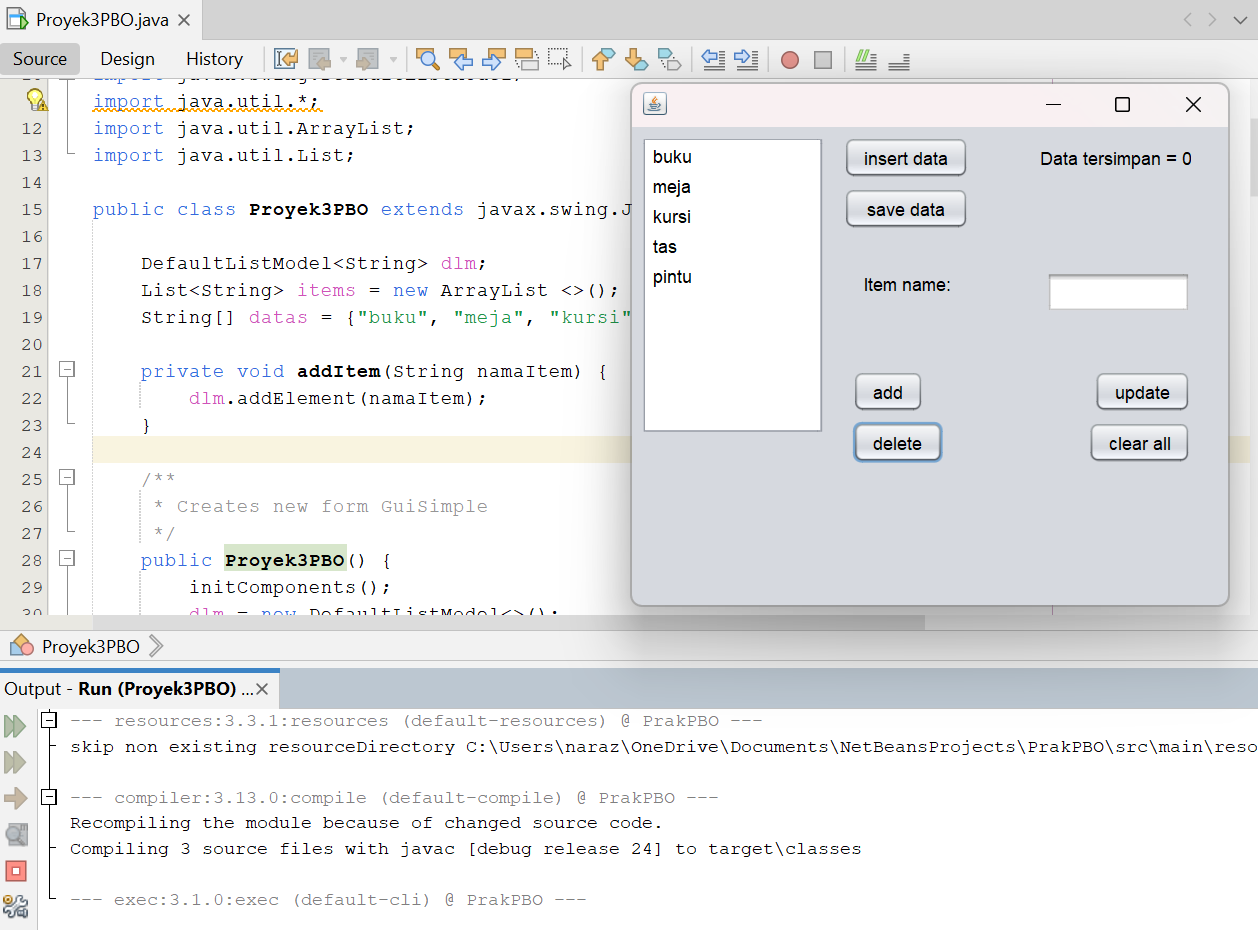 Proyek3PBO.java
Source Design History
import java.util.*;
12 import java.util.ArrayList;
13 import java.util.List;
14
15 public class Proyek3PBO extends javax.swing.J
16
17 DefaultListModel<String> dlm;
18 List<String> items = new ArrayList <>();
19 String[] datas = {"buku", "meja", "kursi"
20
21 private void addItem(String namaItem) {
22 dlm.addElement(namaItem);
23 }
24
25 /**
26 * Creates new form GuiSimple
27 */
28 public Proyek3PBO() {
29 initComponents();
30 dlm = new DefaultListModel<>();
buku
meja
kursi
tas
pintu
insert data
save data
Data tersimpan = 0
Item name:
add
update
delete
clear all
Proyek3PBO
Output - Run (Proyek3PBO) ...
--- resources:3.3.1:resources (default-resources) @ PrakPBO ---
skip non existing resourceDirectory C:\Users\naraz\OneDrive\Documents\NetBeansProjects\PrakPBO\src\main\reso
--- compiler:3.13.0:compile (default-compile) @ PrakPBO ---
Recompiling the module because of changed source code.
Compiling 3 source files with javac [debug release 24] to target\classes
--- exec:3.1.0:exec (default-cli) @ PrakPBO ---